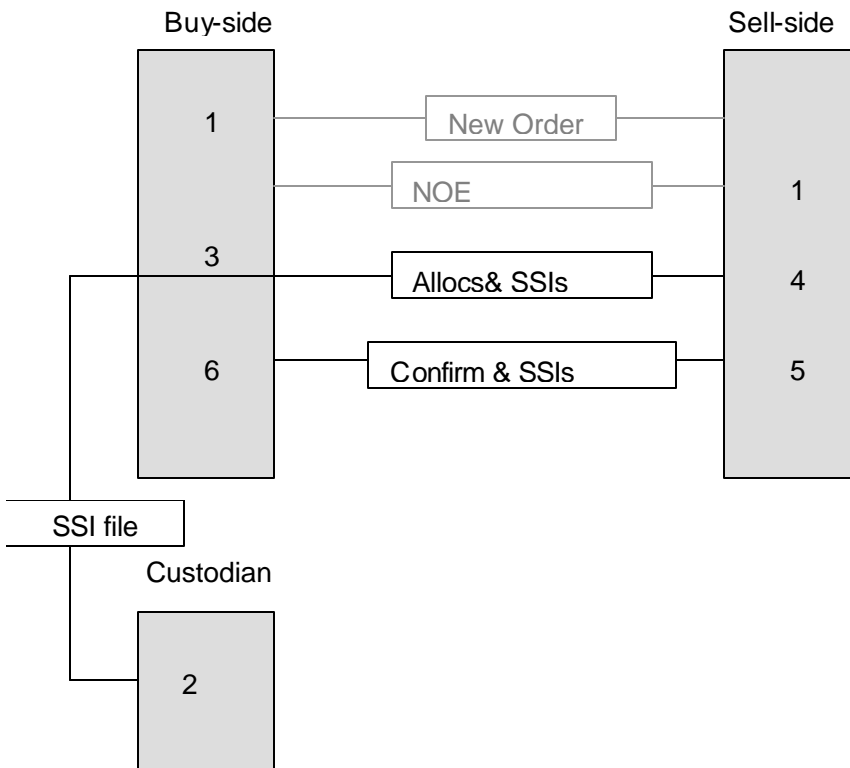 Buy-side Sell-side
1 New Order
NOE 1
3
Allocs& SSIs 4
6 Confirm & SSIs 5
SSI file
Custodian
2